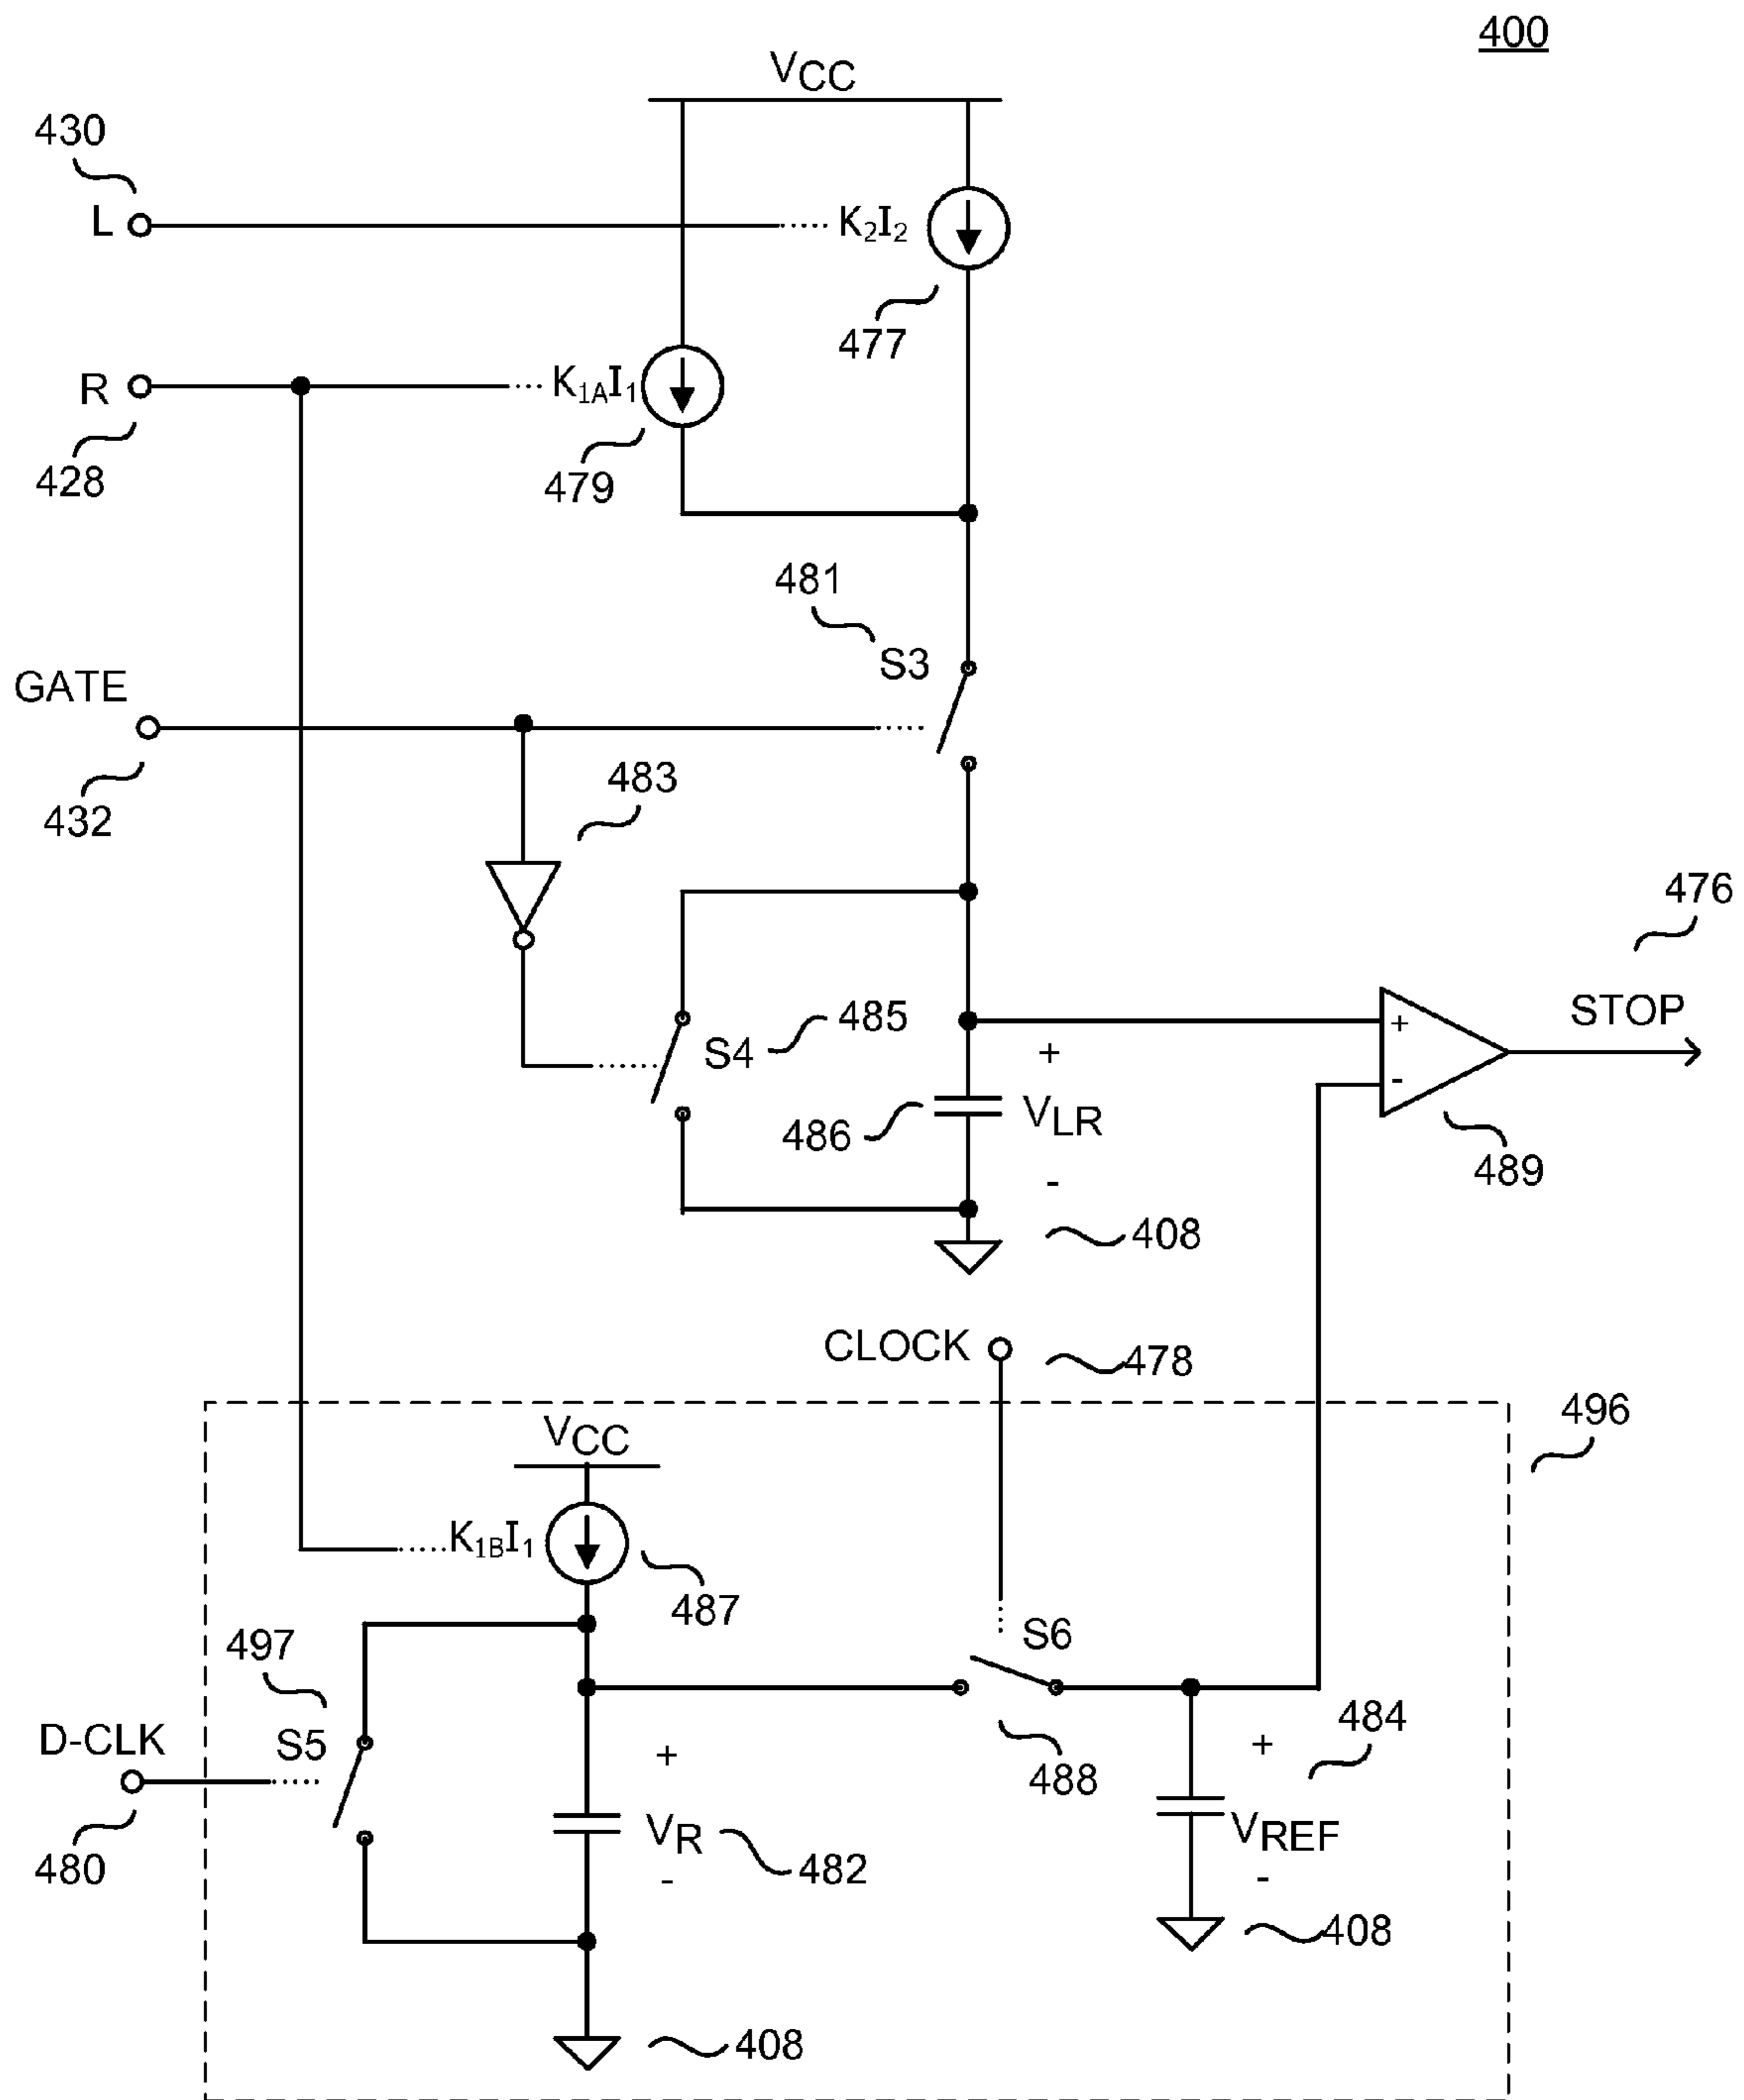 400
VCC
430
L
K2I2
477
R
K1AI1
428
479
481
S3
GATE
432
483
476
STOP
485
S4
+
-
+
486
VLR
-
489
408
CLOCK
478
496
VCC
K1BI1
487
497
S6
D-CLK
S5
484
+
+
488
480
VR
482
VREF
-
-
408
408